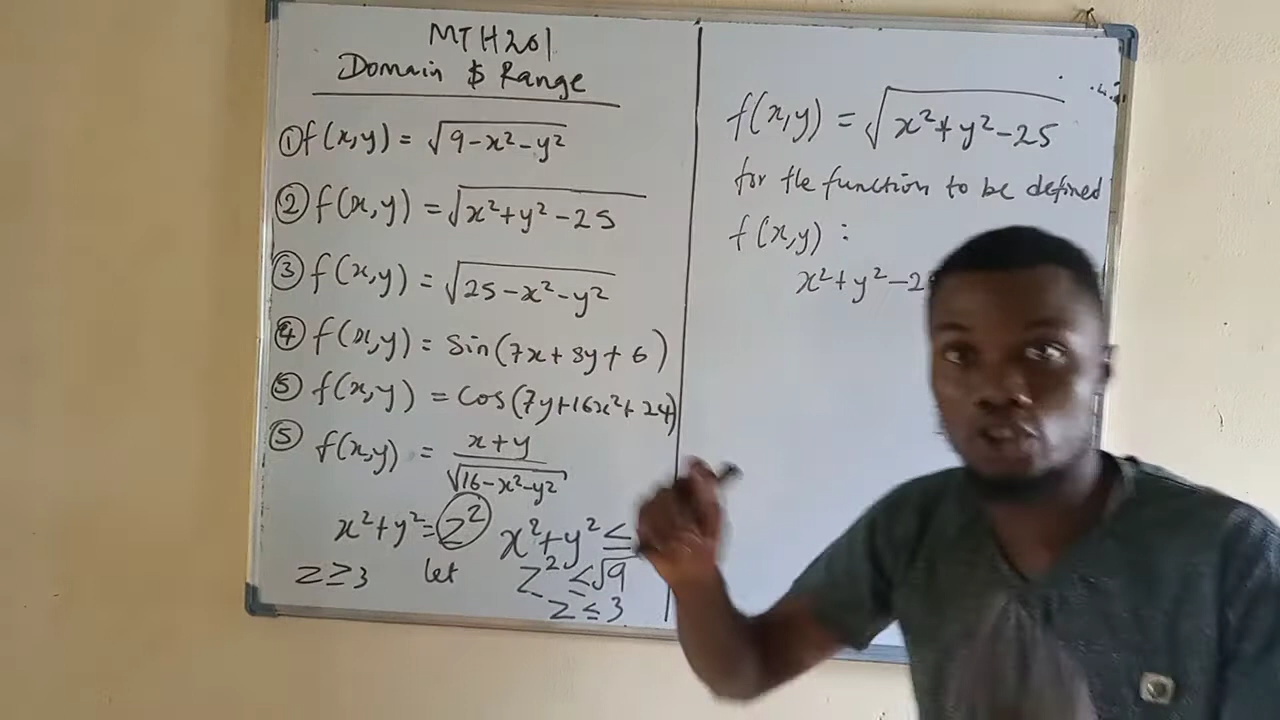 MTH201
Domain $ Range
① f(x,y) = √9-x²-y²
② f(x,y) = √x²+y²-25
③ f(x,y) = √25-x²-y²
④ f(x,y) = Sin(7x+8y+6)
⑤ f(x,y) = Cos(7y+16x²+24)
⑤ f(x,y) = x+y / √16-x²-y²
x²+y²=z² x²+y² ≤
z≥3 let z² ≤√9
z ≤ 3
f(x,y) = √x²+y²-25
for the function to be defined
f(x,y) :
x²+y²-2